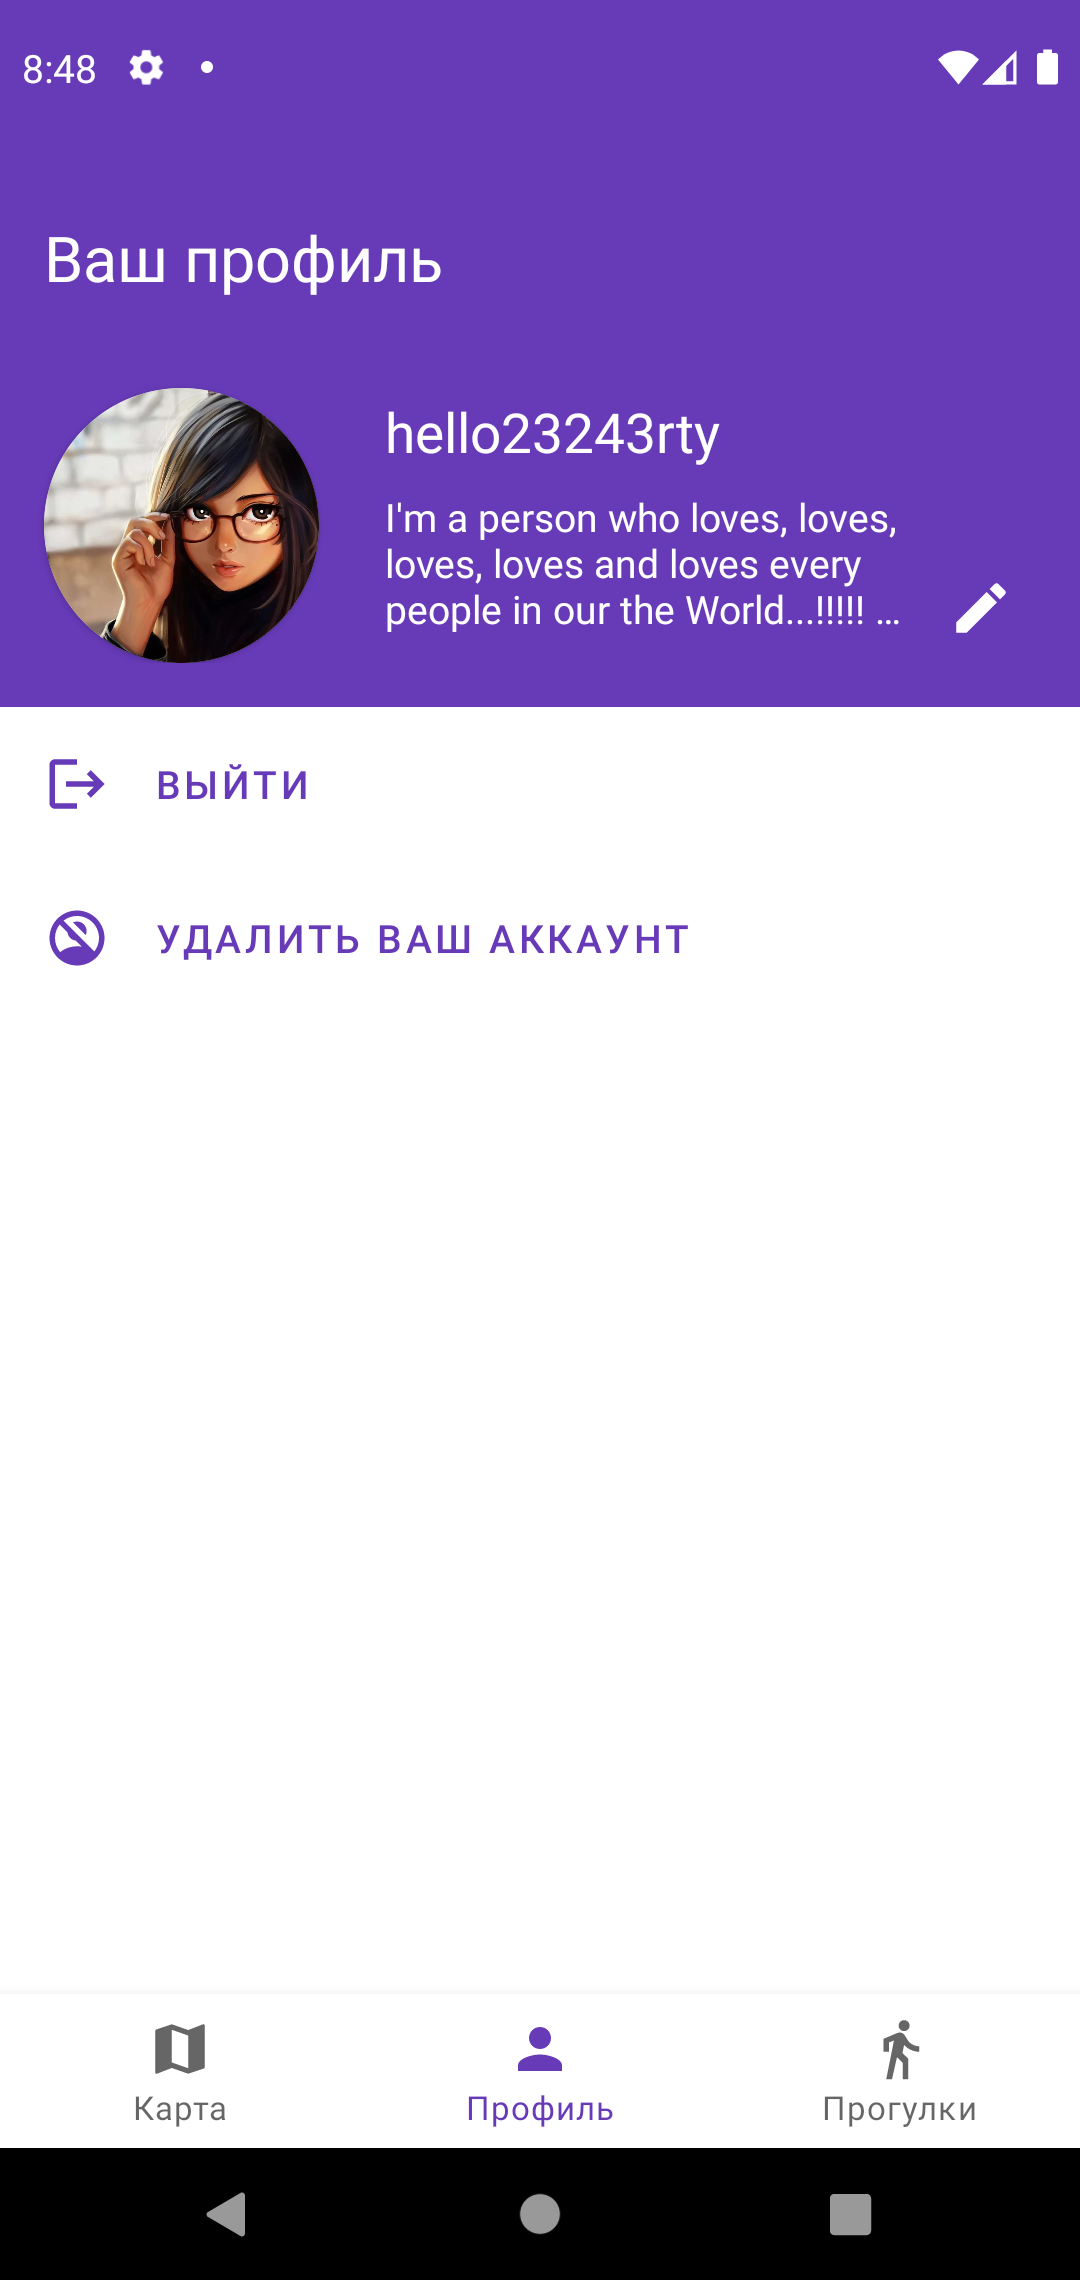 8:48
Ваш профиль
hello23243rty
I'm a person who loves, loves,
loves, loves and loves every
people in our the World...!!!!! ...
ВЫЙТИ
УДАЛИТЬ ВАШ АККАУНТ
Карта
Профиль
Прогулки